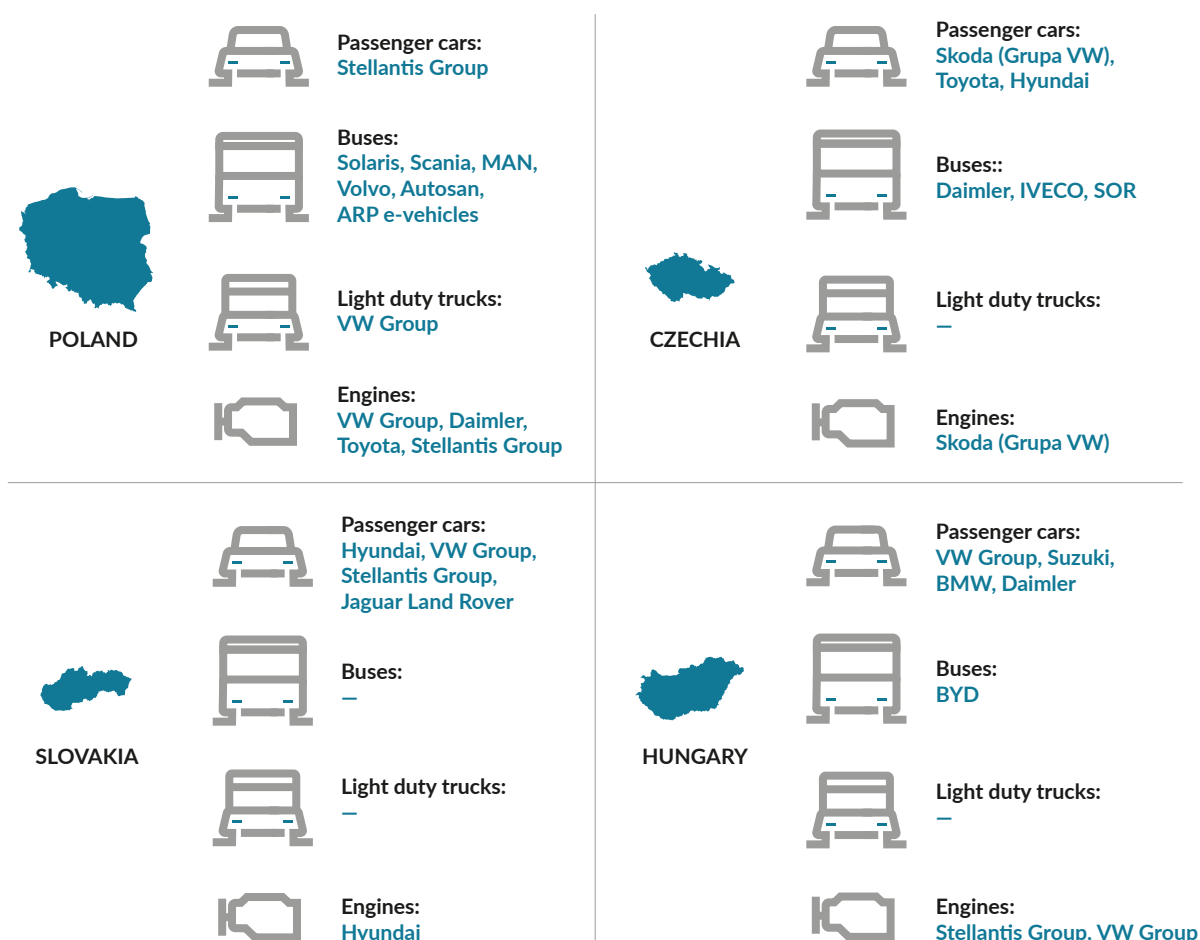 Passenger cars:
Stellantis Group
Buses:
Solaris, Scania, MAN,
Volvo, Autosan,
ARP e-vehicles
Light duty trucks:
VW Group
POLAND
Engines:
VW Group, Daimler,
Toyota, Stellantis Group
Passenger cars:
Skoda (Grupa VW),
Toyota, Hyundai
Buses::
Daimler, IVECO, SOR
Light duty trucks:
—
CZECHIA
Engines:
Skoda (Grupa VW)
Passenger cars:
Hyundai, VW Group,
Stellantis Group,
Jaguar Land Rover
Buses:
—
SLOVAKIA
Light duty trucks:
—
Engines:
Hyundai
Passenger cars:
VW Group, Suzuki,
BMW, Daimler
Buses:
BYD
HUNGARY
Light duty trucks:
—
Engines:
Stellantis Group, VW Group